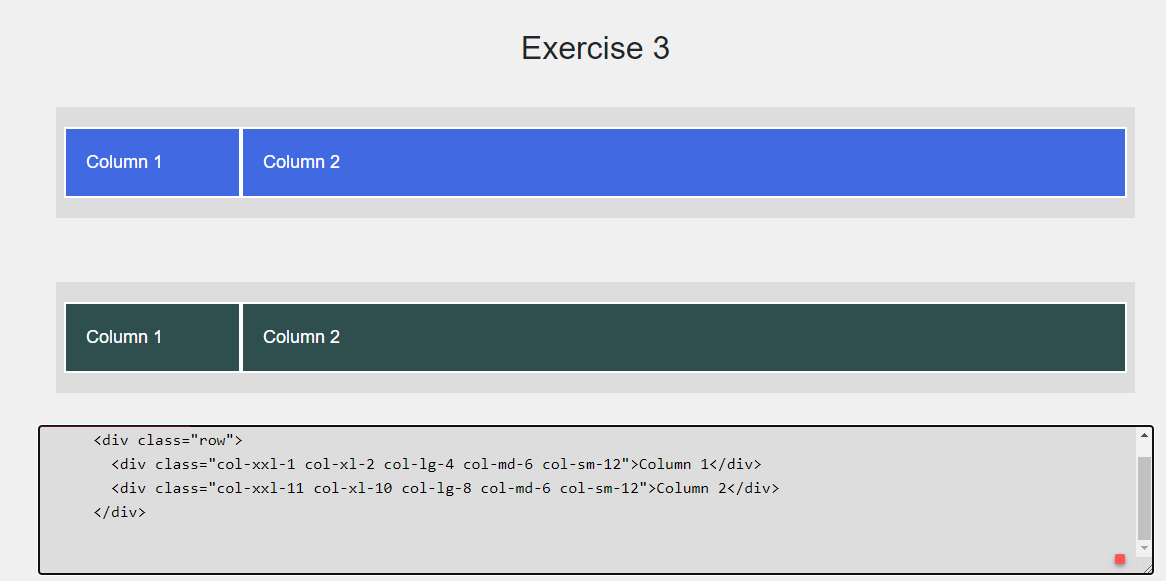 Exercise 3
Column 1 Column 2
Column 1 Column 2
<div class="row">
<div class="col-xxl-1 col-xl-2 col-lg-4 col-md-6 col-sm-12">Column 1</div>
<div class="col-xxl-11 col-xl-10 col-lg-8 col-md-6 col-sm-12">Column 2</div>
</div>